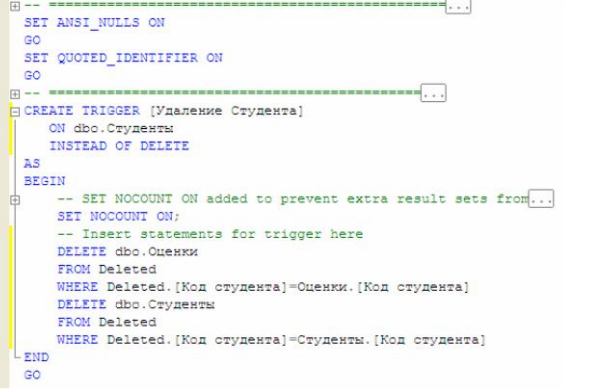 -- ================================================...
SET ANSI_NULLS ON
GO
SET QUOTED_IDENTIFIER ON
GO
-- =============================================...
CREATE TRIGGER [Удаление Студента]
ON dbo.Студенты
INSTEAD OF DELETE
AS
BEGIN
-- SET NOCOUNT ON added to prevent extra result sets from...
SET NOCOUNT ON;
-- Insert statements for trigger here
DELETE dbo.Оценки
FROM Deleted
WHERE Deleted.[Код студента]=Оценки.[Код студента]
DELETE dbo.Студенты
FROM Deleted
WHERE Deleted.[Код студента]=Студенты.[Код студента]
END
GO